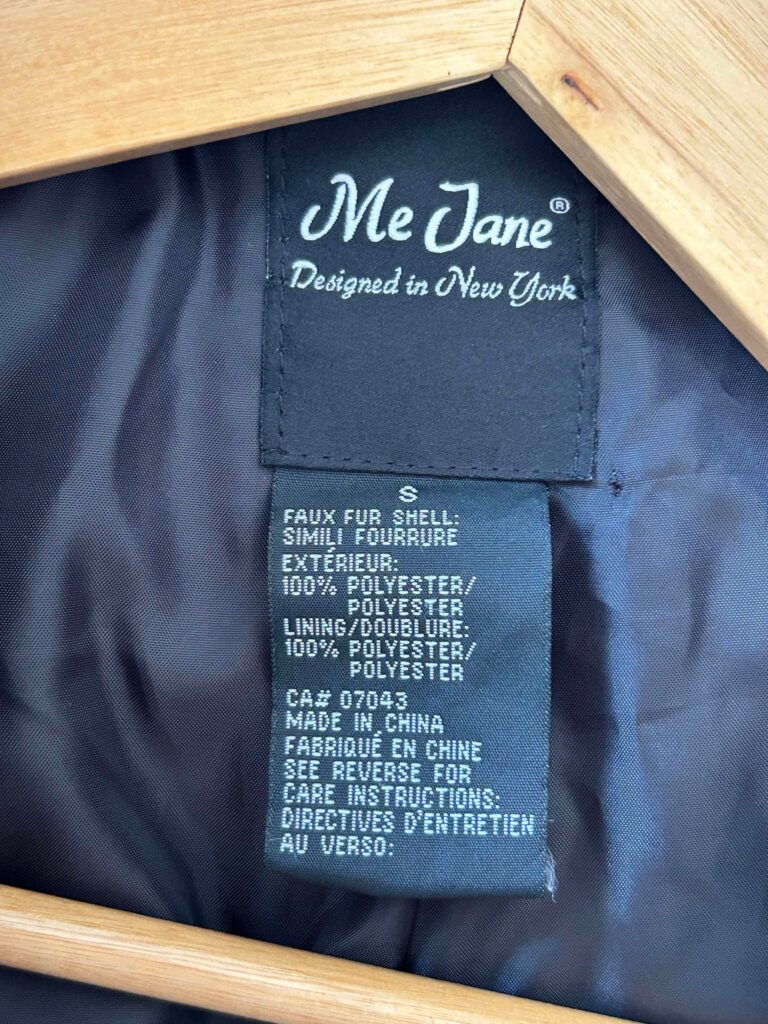 Me Jane®
Designed in New York
S
FAUX FUR SHELL:
SIMILI FOURRURE
EXTÉRIEUR:
100% POLYESTER/
POLYESTER
LINING/DOUBLURE:
100% POLYESTER/
POLYESTER
CA# 07043
MADE IN CHINA
FABRIQUÉ EN CHINE
SEE REVERSE FOR
CARE INSTRUCTIONS:
DIRECTIVES D'ENTRETIEN
AU VERSO: